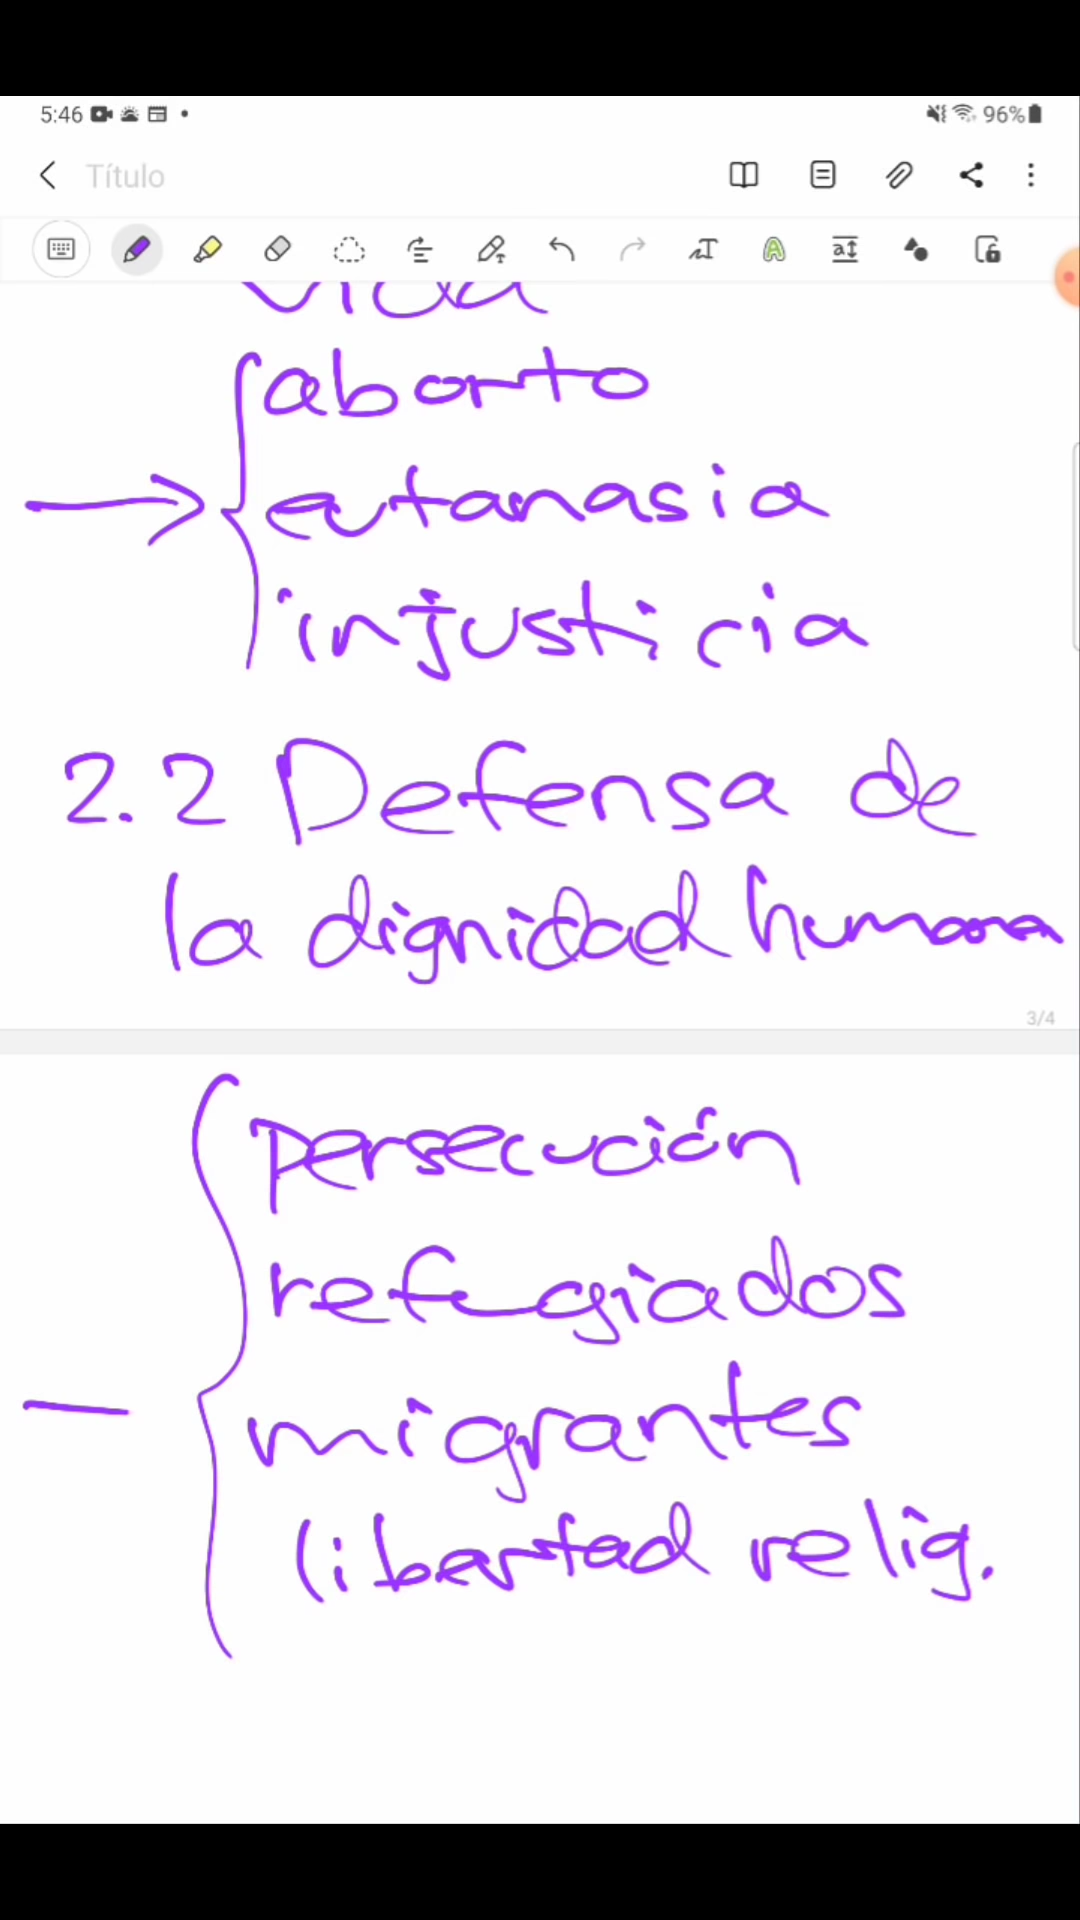 5:46
96%
Título
vida
aborto
eutanasia
injusticia
2.2 Defensa de
la dignidad humana
3/4
persecución
refugiados
migrantes
libertad relig.